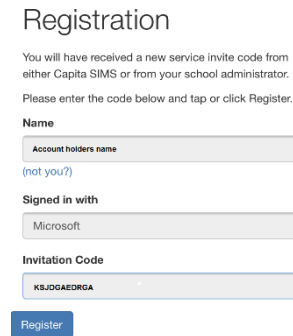 Registration
You will have received a new service invite code from
either Capita SIMS or from your school administrator.
Please enter the code below and tap or click Register.
Name
Account holders name
(not you?)
Signed in with
Microsoft
Invitation Code
KSJDGAEDRGA
Register